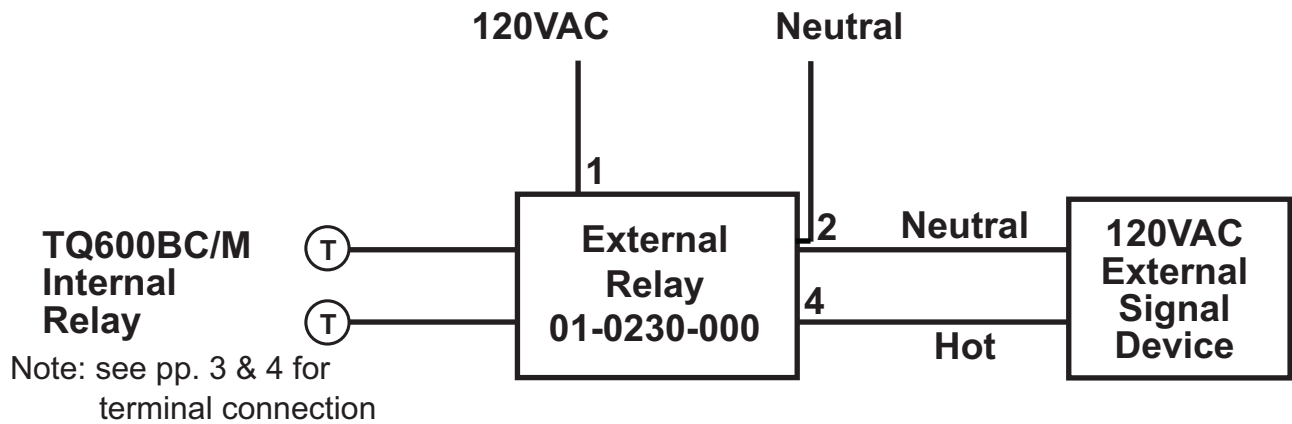 120VAC
Neutral
1
TQ600BC/M
Internal
Relay
T
T
Note: see pp. 3 & 4 for
terminal connection
External
Relay
01-0230-000
2
Neutral
4
Hot
120VAC
External
Signal
Device